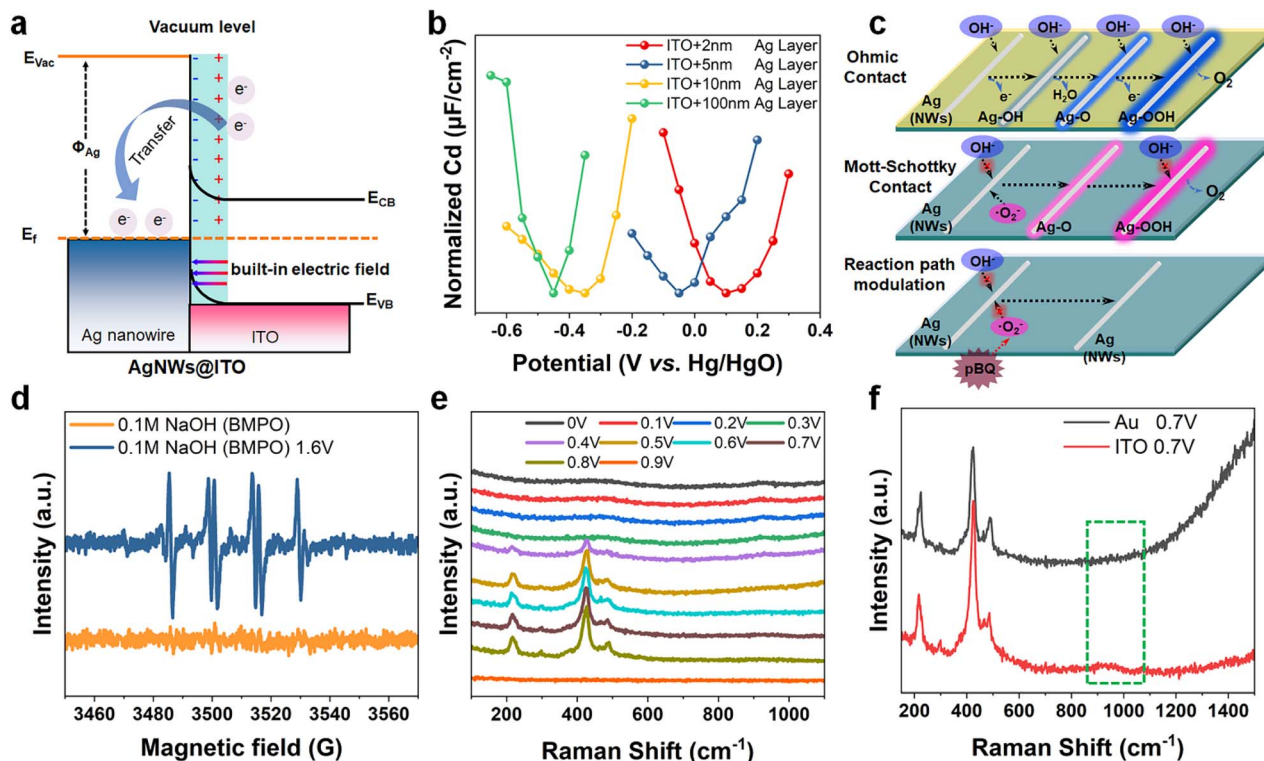 a
Vacuum level
E_Vac
e-
e-
Transfer
Φ_Ag
e- e-
E_CB
E_f
built-in electric field
E_VB
Ag nanowire
ITO
AgNWs@ITO
b
Normalized Cd (μF/cm⁻²)
ITO+2nm Ag Layer
ITO+5nm Ag Layer
ITO+10nm Ag Layer
ITO+100nm Ag Layer
-0.6 -0.4 -0.2 0.0 0.2 0.4
Potential (V vs. Hg/HgO)
c
OH- OH- OH- OH-
Ohmic
Contact
O2
e- H2O e-
Ag
(NWs)
Ag-OH Ag-O Ag-OOH
Mott-Schottky
Contact
OH- OH-
O2
·O2-
Ag
(NWs)
Ag-O Ag-OOH
Reaction path
modulation
OH-
·O2-
Ag
(NWs)
Ag
(NWs)
pBQ
d
0.1M NaOH (BMPO)
0.1M NaOH (BMPO) 1.6V
Intensity (a.u.)
3460 3480 3500 3520 3540 3560
Magnetic field (G)
e
0V 0.1V 0.2V 0.3V
0.4V 0.5V 0.6V 0.7V
0.8V 0.9V
Intensity (a.u.)
200 400 600 800 1000
Raman Shift (cm⁻¹)
f
Au 0.7V
ITO 0.7V
Intensity (a.u.)
200 400 600 800 1000 1200 1400
Raman Shift (cm⁻¹)